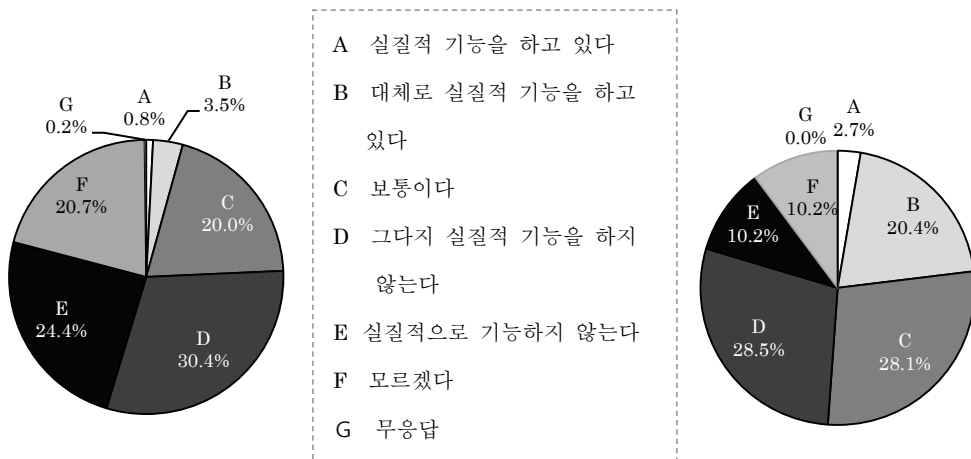 G
0.2%
A
0.8%
B
3.5%
C
20.0%
D
30.4%
E
24.4%
F
20.7%
A 실질적 기능을 하고 있다
B 대체로 실질적 기능을 하고
있다
C 보통이다
D 그다지 실질적 기능을 하지
않는다
E 실질적으로 기능하지 않는다
F 모르겠다
G 무응답
G
0.0%
A
2.7%
B
20.4%
C
28.1%
D
28.5%
E
10.2%
F
10.2%